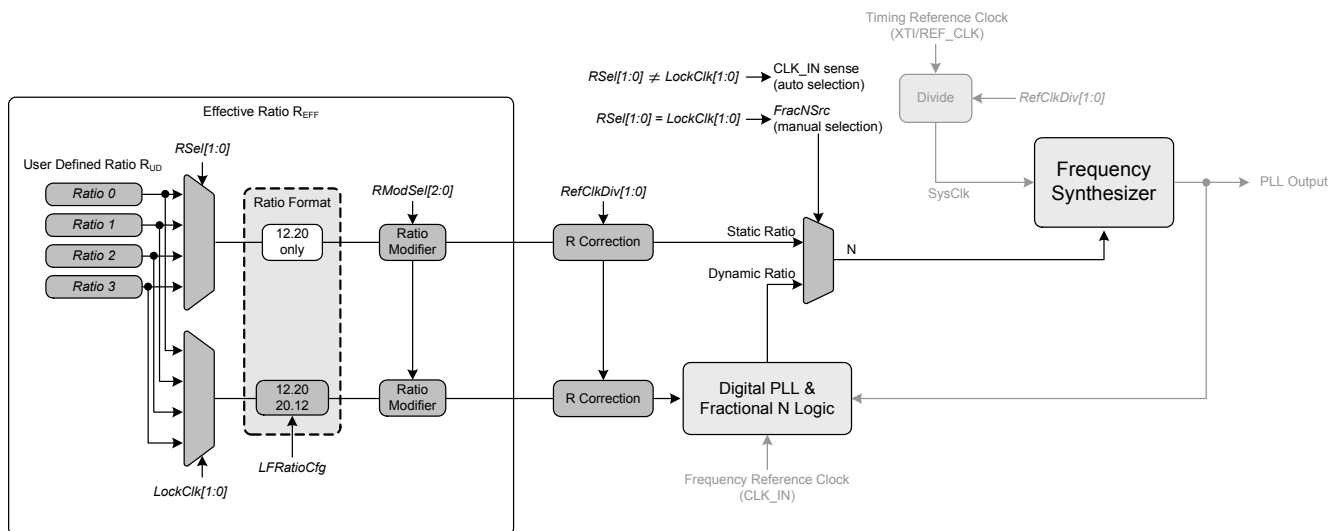 Timing Reference Clock
(XTI/REF_CLK)
RSel[1:0] ≠ LockClk[1:0]
CLK_IN sense
(auto selection)
Divide
RefClkDiv[1:0]
Effective Ratio REFF
RSel[1:0] = LockClk[1:0]
FracNSrc
(manual selection)
User Defined Ratio RUD
RSel[1:0]
Ratio 0
Ratio 1
Ratio 2
Ratio 3
Ratio Format
12.20
only
RModSel[2:0]
Ratio
Modifier
RefClkDiv[1:0]
R Correction
Static Ratio
Dynamic Ratio
N
SysClk
Frequency
Synthesizer
PLL Output
12.20
20.12
Ratio
Modifier
R Correction
Digital PLL &
Fractional N Logic
LFRatioCfg
LockClk[1:0]
Frequency Reference Clock
(CLK_IN)